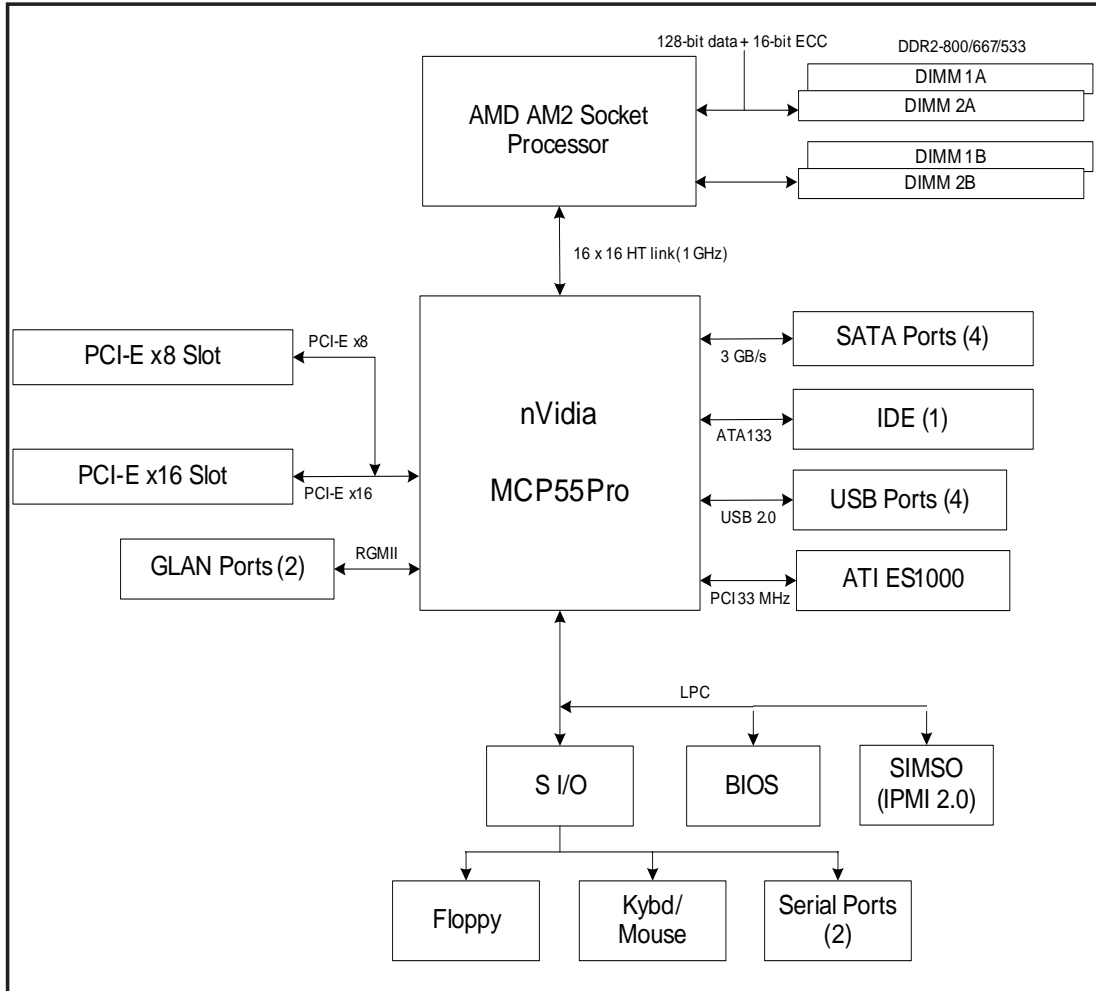 128-bit data + 16-bit ECC
DDR2-800/667/533
DIMM 1A
DIMM 2A
AMD AM2 Socket
Processor
DIMM 1B
DIMM 2B
16 x 16 HT link (1 GHz)
PCI-E x8 Slot
PCI-E x8
PCI-E x16 Slot
PCI-E x16
GLAN Ports (2)
RGMII
nVidia
MCP55Pro
SATA Ports (4)
3 GB/s
IDE (1)
ATA133
USB Ports (4)
USB 2.0
ATI ES1000
PCI 33 MHz
LPC
S I/O
BIOS
SIMSO
(IPMI 2.0)
Floppy
Kybd/
Mouse
Serial Ports
(2)